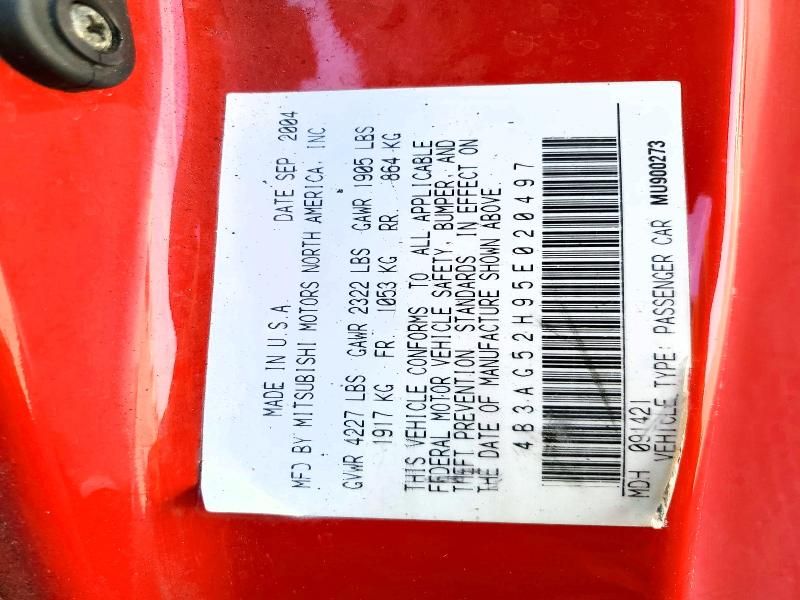 MADE IN U.S.A. DATE SEP 2004
MFD BY MITSUBISHI MOTORS NORTH AMERICA, INC
GVWR 4227 LBS GAWR 2322 LBS GAWR 1905 LBS
1917 KG FR. 1053 KG RR. 864 KG
THIS VEHICLE CONFORMS TO ALL APPLICABLE
FEDERAL MOTOR VEHICLE SAFETY, BUMPER, AND
THEFT PREVENTION STANDARDS IN EFFECT ON
THE DATE OF MANUFACTURE SHOWN ABOVE.
4B3AG52H95E020497
MDH 091421
VEHICLE TYPE: PASSENGER CAR MU900273